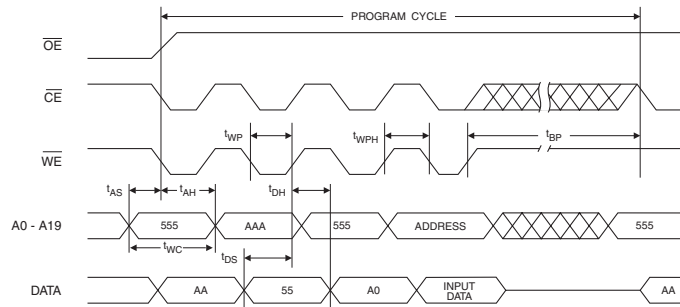 PROGRAM CYCLE
OE
CE
tWP
tWPH
tBP
WE
tAS
tAH
tDH
A0 - A19
555
AAA
555
ADDRESS
555
tWC
tDS
DATA
AA
55
A0
INPUT
DATA
AA